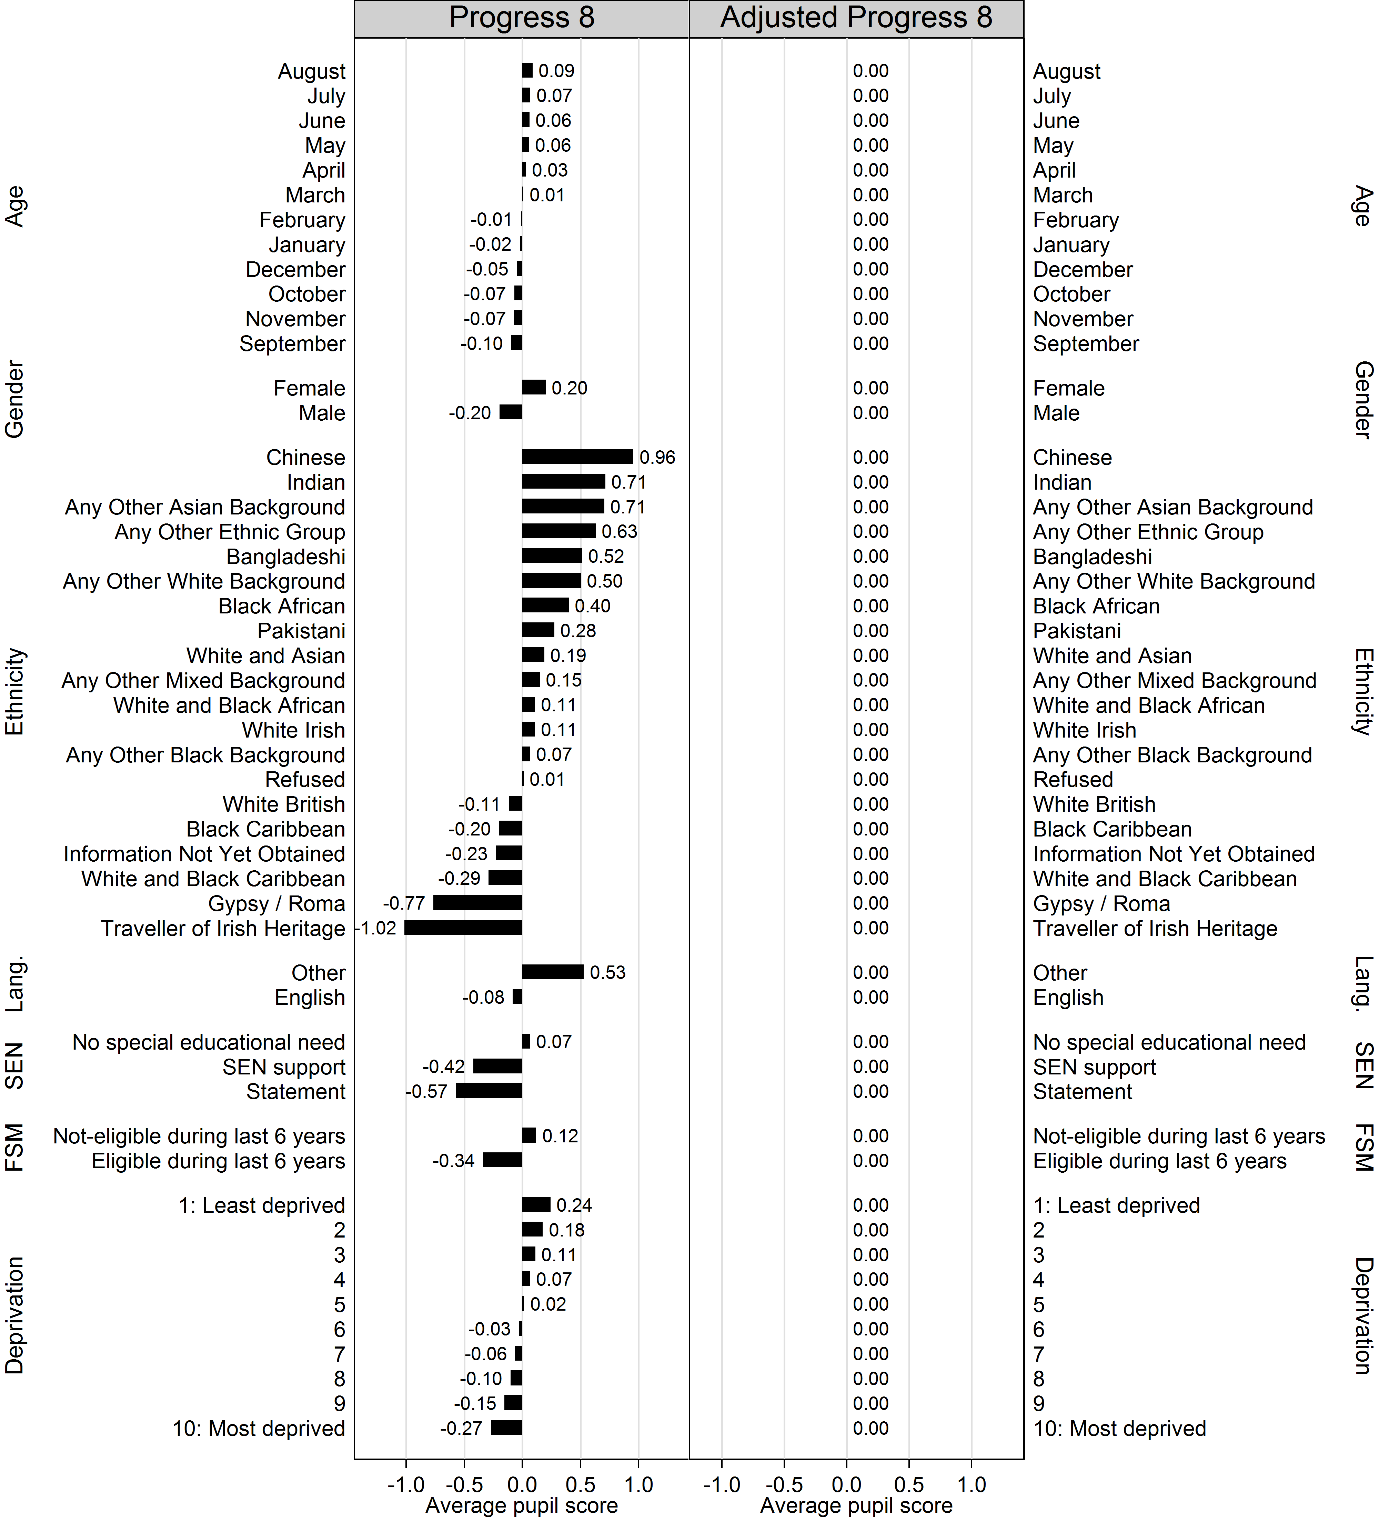 Progress 8 Adjusted Progress 8
Age
August 0.09 0.00 August
July 0.07 0.00 July
June 0.06 0.00 June
May 0.06 0.00 May
April 0.03 0.00 April
March 0.01 0.00 March
February -0.01 0.00 February
January -0.02 0.00 January
December -0.05 0.00 December
October -0.07 0.00 October
November -0.07 0.00 November
September -0.10 0.00 September
Age
Gender
Female 0.20 0.00 Female
Male -0.20 0.00 Male
Gender
Ethnicity
Chinese 0.96 0.00 Chinese
Indian 0.71 0.00 Indian
Any Other Asian Background 0.71 0.00 Any Other Asian Background
Any Other Ethnic Group 0.63 0.00 Any Other Ethnic Group
Bangladeshi 0.52 0.00 Bangladeshi
Any Other White Background 0.50 0.00 Any Other White Background
Black African 0.40 0.00 Black African
Pakistani 0.28 0.00 Pakistani
White and Asian 0.19 0.00 White and Asian
Any Other Mixed Background 0.15 0.00 Any Other Mixed Background
White and Black African 0.11 0.00 White and Black African
White Irish 0.11 0.00 White Irish
Any Other Black Background 0.07 0.00 Any Other Black Background
Refused 0.01 0.00 Refused
White British -0.11 0.00 White British
Black Caribbean -0.20 0.00 Black Caribbean
Information Not Yet Obtained -0.23 0.00 Information Not Yet Obtained
White and Black Caribbean -0.29 0.00 White and Black Caribbean
Gypsy / Roma -0.77 0.00 Gypsy / Roma
Traveller of Irish Heritage -1.02 0.00 Traveller of Irish Heritage
Ethnicity
Lang.
Other 0.53 0.00 Other
English -0.08 0.00 English
Lang.
SEN
No special educational need 0.07 0.00 No special educational need
SEN support -0.42 0.00 SEN support
Statement -0.57 0.00 Statement
SEN
FSM
Not-eligible during last 6 years 0.12 0.00 Not-eligible during last 6 years
Eligible during last 6 years -0.34 0.00 Eligible during last 6 years
FSM
Deprivation
1: Least deprived 0.24 0.00 1: Least deprived
2 0.18 0.00 2
3 0.11 0.00 3
4 0.07 0.00 4
5 0.02 0.00 5
6 -0.03 0.00 6
7 -0.06 0.00 7
8 -0.10 0.00 8
9 -0.15 0.00 9
10: Most deprived -0.27 0.00 10: Most deprived
Deprivation
-1.0 -0.5 0.0 0.5 1.0 -1.0 -0.5 0.0 0.5 1.0
Average pupil score Average pupil score